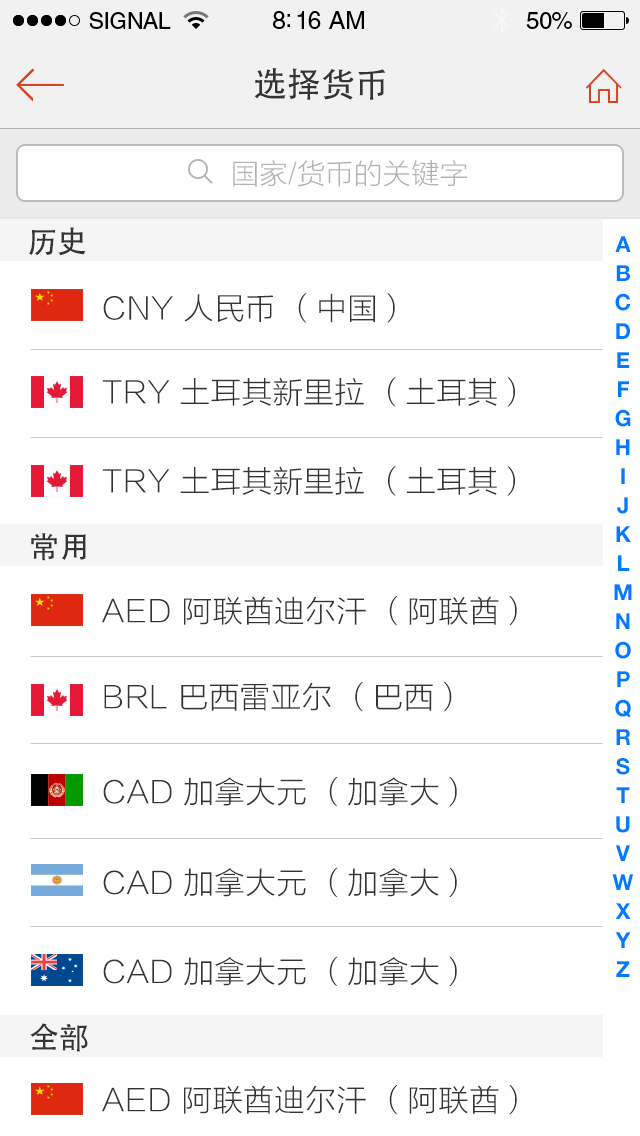 SIGNAL 8:16 AM 50%
选择货币
国家/货币的关键字
历史
CNY 人民币（中国）
TRY 土耳其新里拉（土耳其）
TRY 土耳其新里拉（土耳其）
常用
AED 阿联酋迪尔汗（阿联酋）
BRL 巴西雷亚尔（巴西）
CAD 加拿大元（加拿大）
CAD 加拿大元（加拿大）
CAD 加拿大元（加拿大）
全部
AED 阿联酋迪尔汗（阿联酋）
A
B
C
D
E
F
G
H
I
J
K
L
M
N
O
P
Q
R
S
T
U
V
W
X
Y
Z